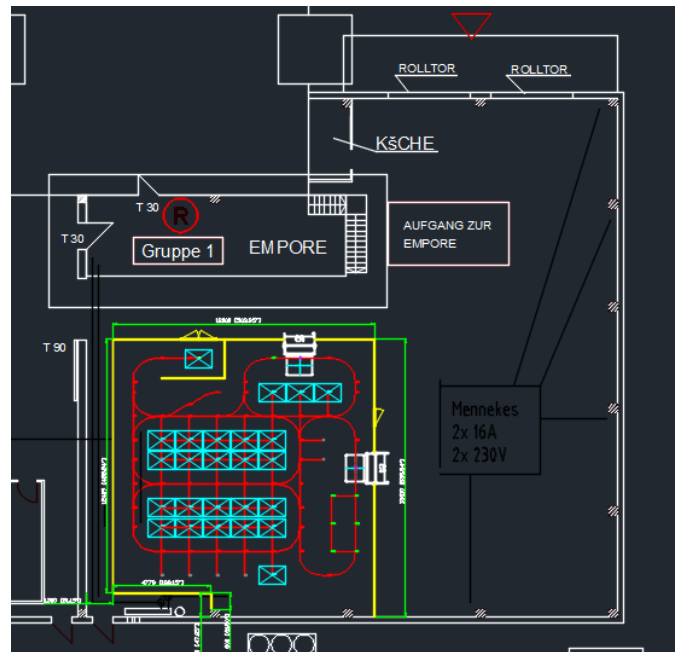 ROLLTOR
ROLLTOR
KšCHE
T 30
R
T 30
Gruppe 1
EMPORE
AUFGANG ZUR
EMPORE
T 90
Mennekes
2x 16A
2x 230V